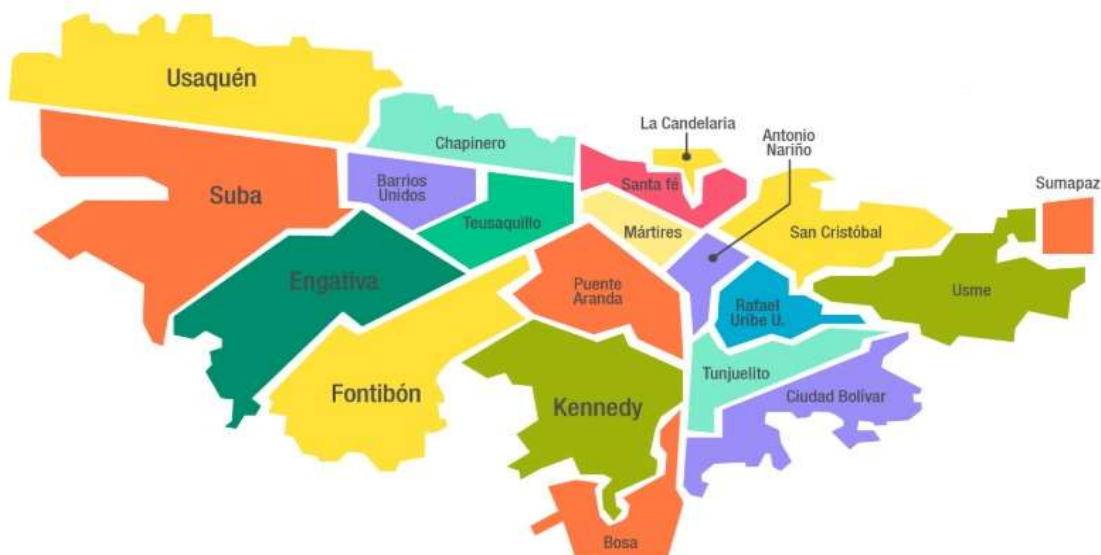 Usaquén
Chapinero
La Candelaria
Antonio
Nariño
Suba
Barrios
Unidos
Santa fé
Sumapaz
Teusaquillo
Mártires
San Cristóbal
Engativa
Puente
Aranda
Usme
Rafael
Uribe U.
Fontibón
Tunjuelito
Kennedy
Ciudad Bolívar
Bosa